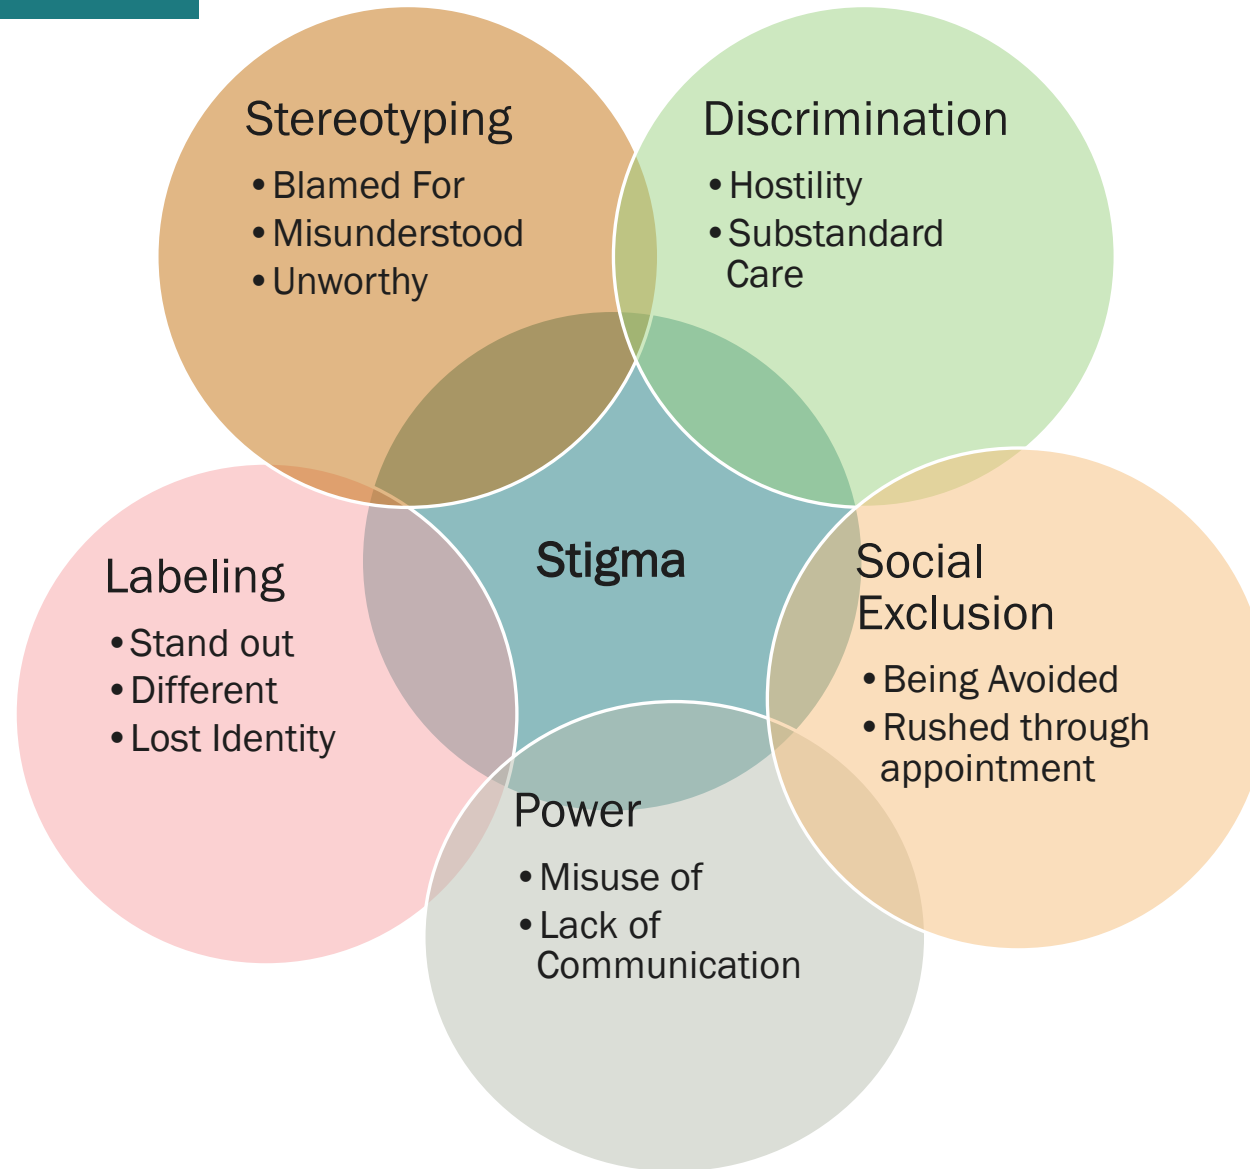 Stereotyping
• Blamed For
• Misunderstood
• Unworthy
Discrimination
• Hostility
• Substandard
Care
Labeling
• Stand out
• Different
• Lost Identity
Stigma
Social
Exclusion
• Being Avoided
• Rushed through
appointment
Power
• Misuse of
• Lack of
Communication